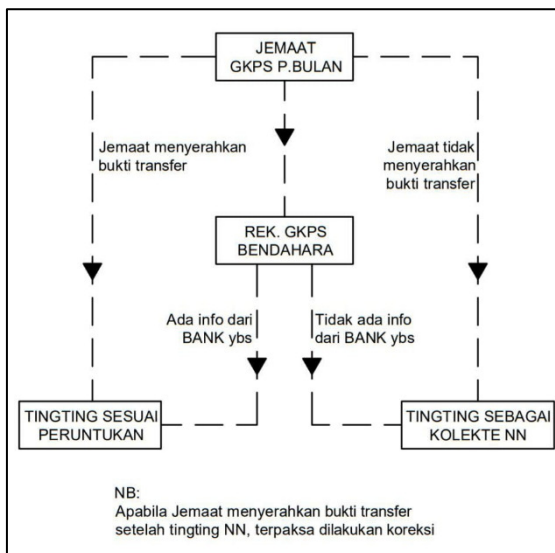 JEMAAT
GKPS P.BULAN
Jemaat menyerahkan
bukti transfer
Jemaat tidak
menyerahkan
bukti transfer
REK. GKPS
BENDAHARA
Ada info dari
BANK ybs
Tidak ada info
dari BANK ybs
TINGTING SESUAI
PERUNTUKAN
TINGTING SEBAGAI
KOLEKTE NN
NB:
Apabila Jemaat menyerahkan bukti transfer
setelah tingting NN, terpaksa dilakukan koreksi